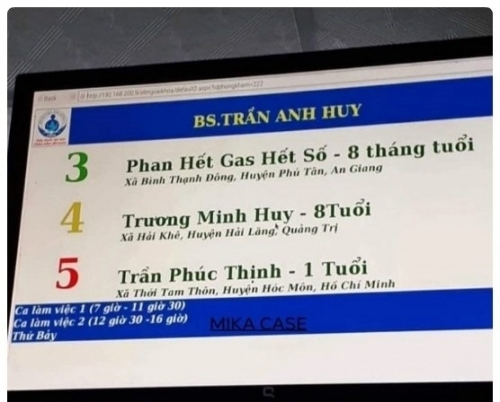 Back
BS.TRẦN ANH HUY
3
Phan Hết Gas Hết Số - 8 tháng tuổi
Xã Bình Thạnh Đông, Huyện Phú Tân, An Giang
4
Trương Minh Huy - 8Tuổi
Xã Hải Khê, Huyện Hải Lăng, Quảng Trị
5
Trần Phúc Thịnh - 1 Tuổi
Xã Thới Tam Thôn, Huyện Hóc Môn, Hồ Chí Minh
Ca làm việc 1 (7 giờ - 11 giờ 30)
Ca làm việc 2 (12 giờ 30 -16 giờ)
MIKA CASE
Thứ Bảy